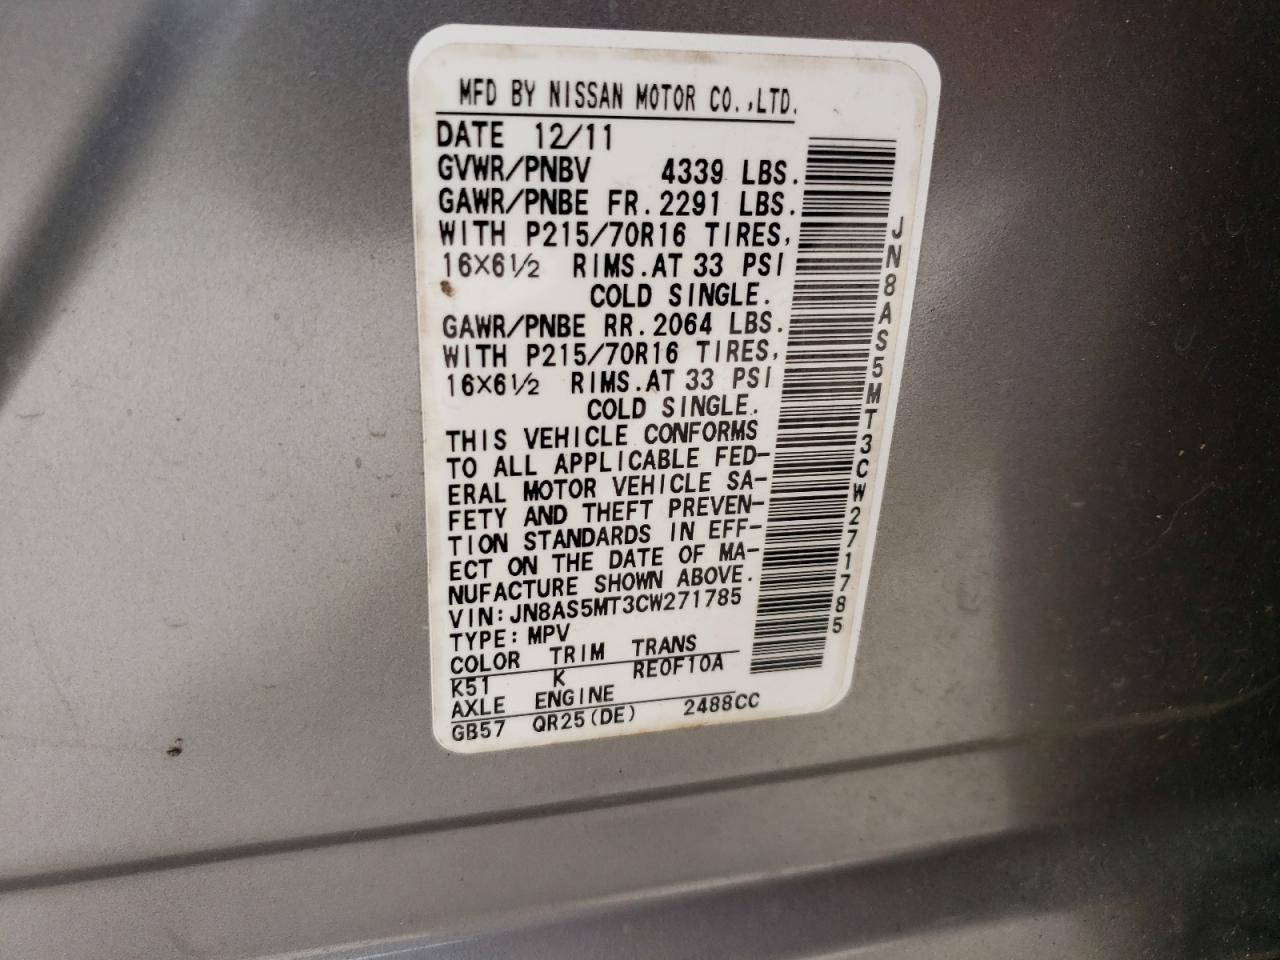 MFD BY NISSAN MOTOR CO.,LTD.
DATE 12/11
GVWR/PNBV 4339 LBS.
GAWR/PNBE FR. 2291 LBS.
WITH P215/70R16 TIRES,
16×6½ RIMS. AT 33 PSI
COLD SINGLE.
GAWR/PNBE RR. 2064 LBS.
WITH P215/70R16 TIRES,
16×6½ RIMS. AT 33 PSI
COLD SINGLE.
THIS VEHICLE CONFORMS
TO ALL APPLICABLE FED-
ERAL MOTOR VEHICLE SA-
FETY AND THEFT PREVEN-
TION STANDARDS IN EFF-
ECT ON THE DATE OF MA-
NUFACTURE SHOWN ABOVE.
VIN: JN8AS5MT3CW271785
TYPE: MPV
COLOR TRIM TRANS
K51 K RE0F10A
AXLE ENGINE
GB57 QR25(DE) 2488CC
JN8AS5MT3CW271785